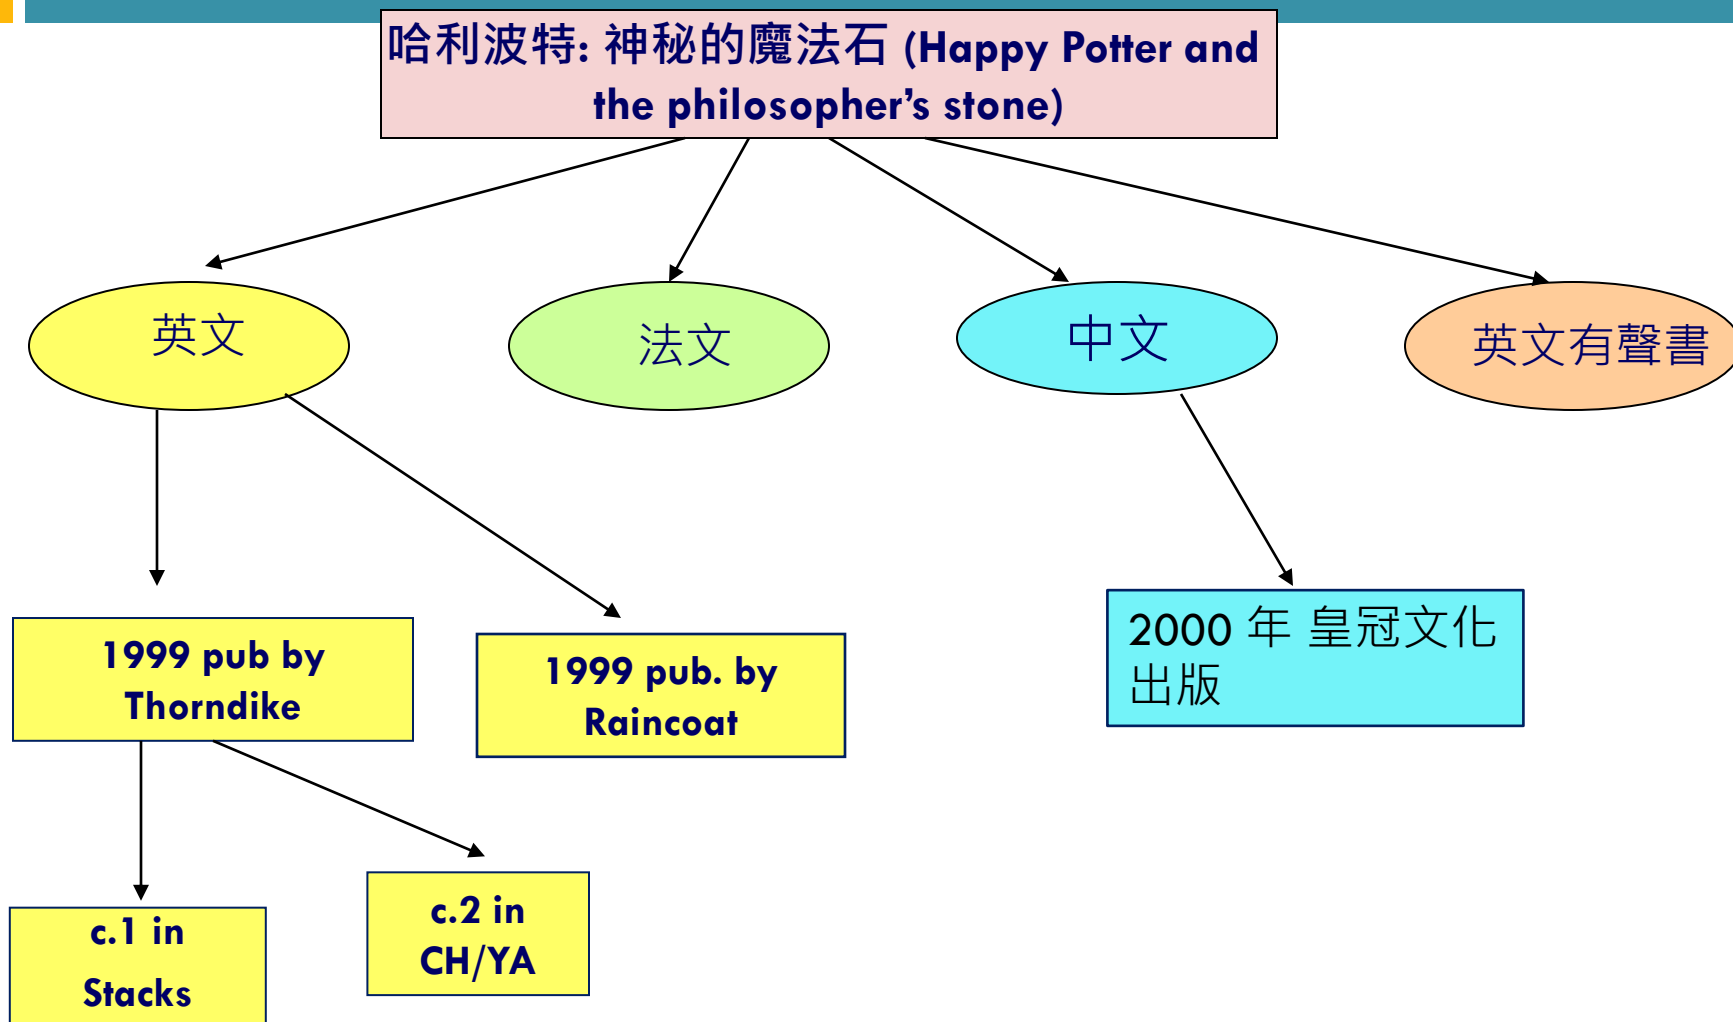 哈利波特: 神秘的魔法石 (Happy Potter and
the philosopher’s stone)
英文
法文
中文
英文有聲書
1999 pub by
Thorndike
1999 pub. by
Raincoat
2000 年 皇冠文化
出版
c.1 in
Stacks
c.2 in
CH/YA